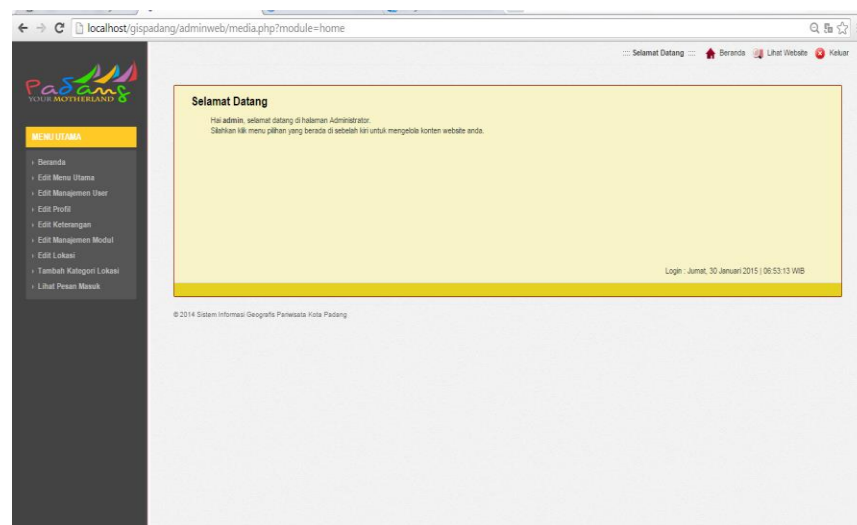 localhost/gispadang/adminweb/media.php?module=home
:::: Selamat Datang :::: Beranda Lihat Website Keluar
Padang
YOUR MOTHERLAND
MENU UTAMA
› Beranda
› Edit Menu Utama
› Edit Manajemen User
› Edit Profil
› Edit Keterangan
› Edit Manajemen Modul
› Edit Lokasi
› Tambah Kategori Lokasi
› Lihat Pesan Masuk
Selamat Datang
Hai admin, selamat datang di halaman Administrator.
Silahkan klik menu pilihan yang berada di sebelah kiri untuk mengelola konten website anda.
Login : Jumat, 30 Januari 2015 | 06:53:13 WIB
© 2014 Sistem Informasi Geografis Pariwisata Kota Padang